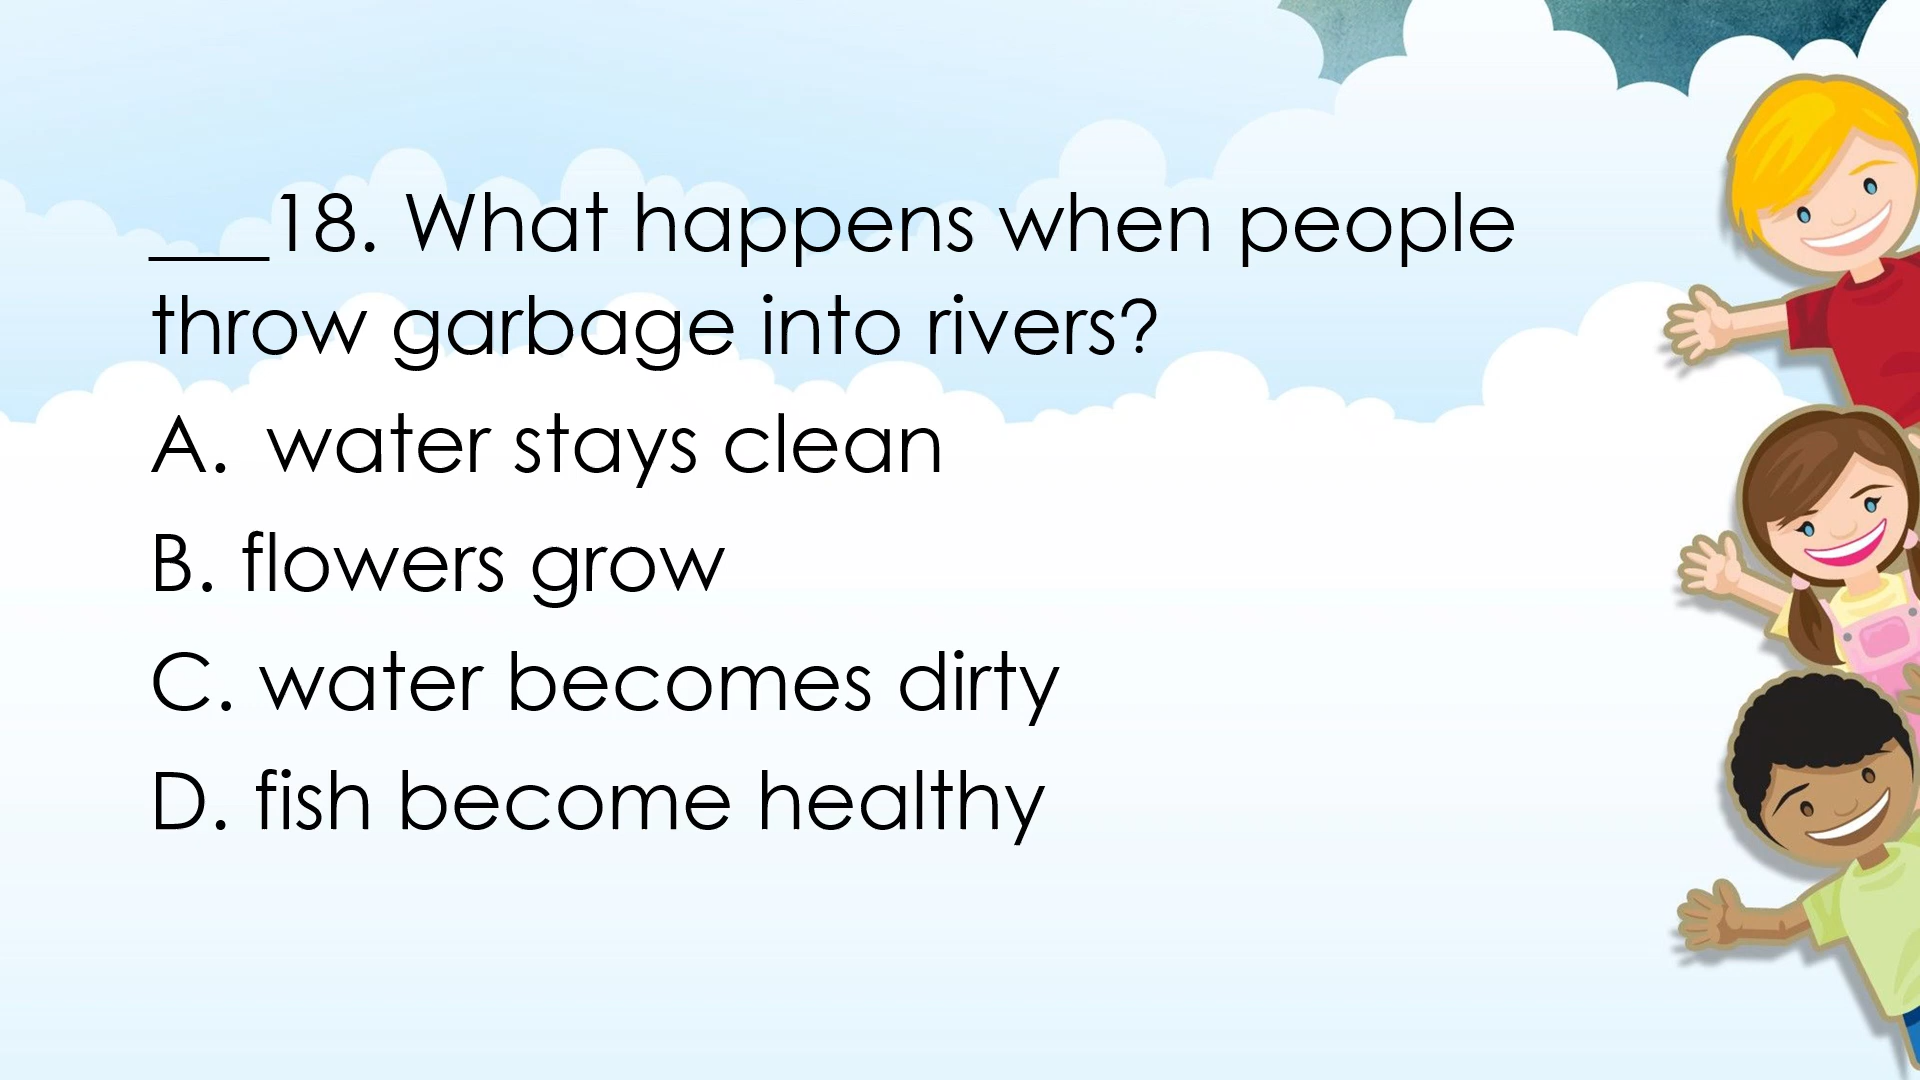 ___18. What happens when people
throw garbage into rivers?
A. water stays clean
B. flowers grow
C. water becomes dirty
D. fish become healthy